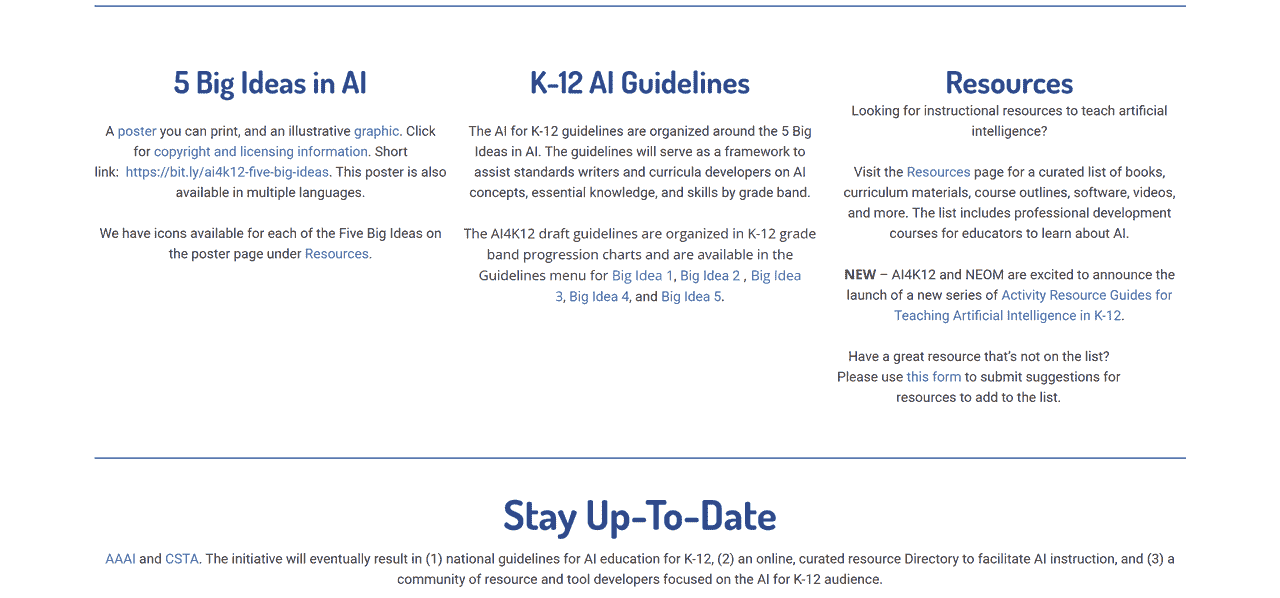 5 Big Ideas in AI
A poster you can print, and an illustrative graphic. Click
for copyright and licensing information. Short
link:  https://bit.ly/ai4k12-five-big-ideas. This poster is also
available in multiple languages.
We have icons available for each of the Five Big Ideas on
the poster page under Resources.
K-12 AI Guidelines
The AI for K-12 guidelines are organized around the 5 Big
Ideas in AI. The guidelines will serve as a framework to
assist standards writers and curricula developers on AI
concepts, essential knowledge, and skills by grade band.
The AI4K12 draft guidelines are organized in K-12 grade
band progression charts and are available in the
Guidelines menu for Big Idea 1, Big Idea 2 , Big Idea
3, Big Idea 4, and Big Idea 5.
Resources
Looking for instructional resources to teach artificial
intelligence?
Visit the Resources page for a curated list of books,
curriculum materials, course outlines, software, videos,
and more. The list includes professional development
courses for educators to learn about AI.
NEW – AI4K12 and NEOM are excited to announce the
launch of a new series of Activity Resource Guides for
Teaching Artificial Intelligence in K-12.
Have a great resource that's not on the list?
Please use this form to submit suggestions for
resources to add to the list.
Stay Up-To-Date
AAAI and CSTA. The initiative will eventually result in (1) national guidelines for AI education for K-12, (2) an online, curated resource Directory to facilitate AI instruction, and (3) a
community of resource and tool developers focused on the AI for K-12 audience.